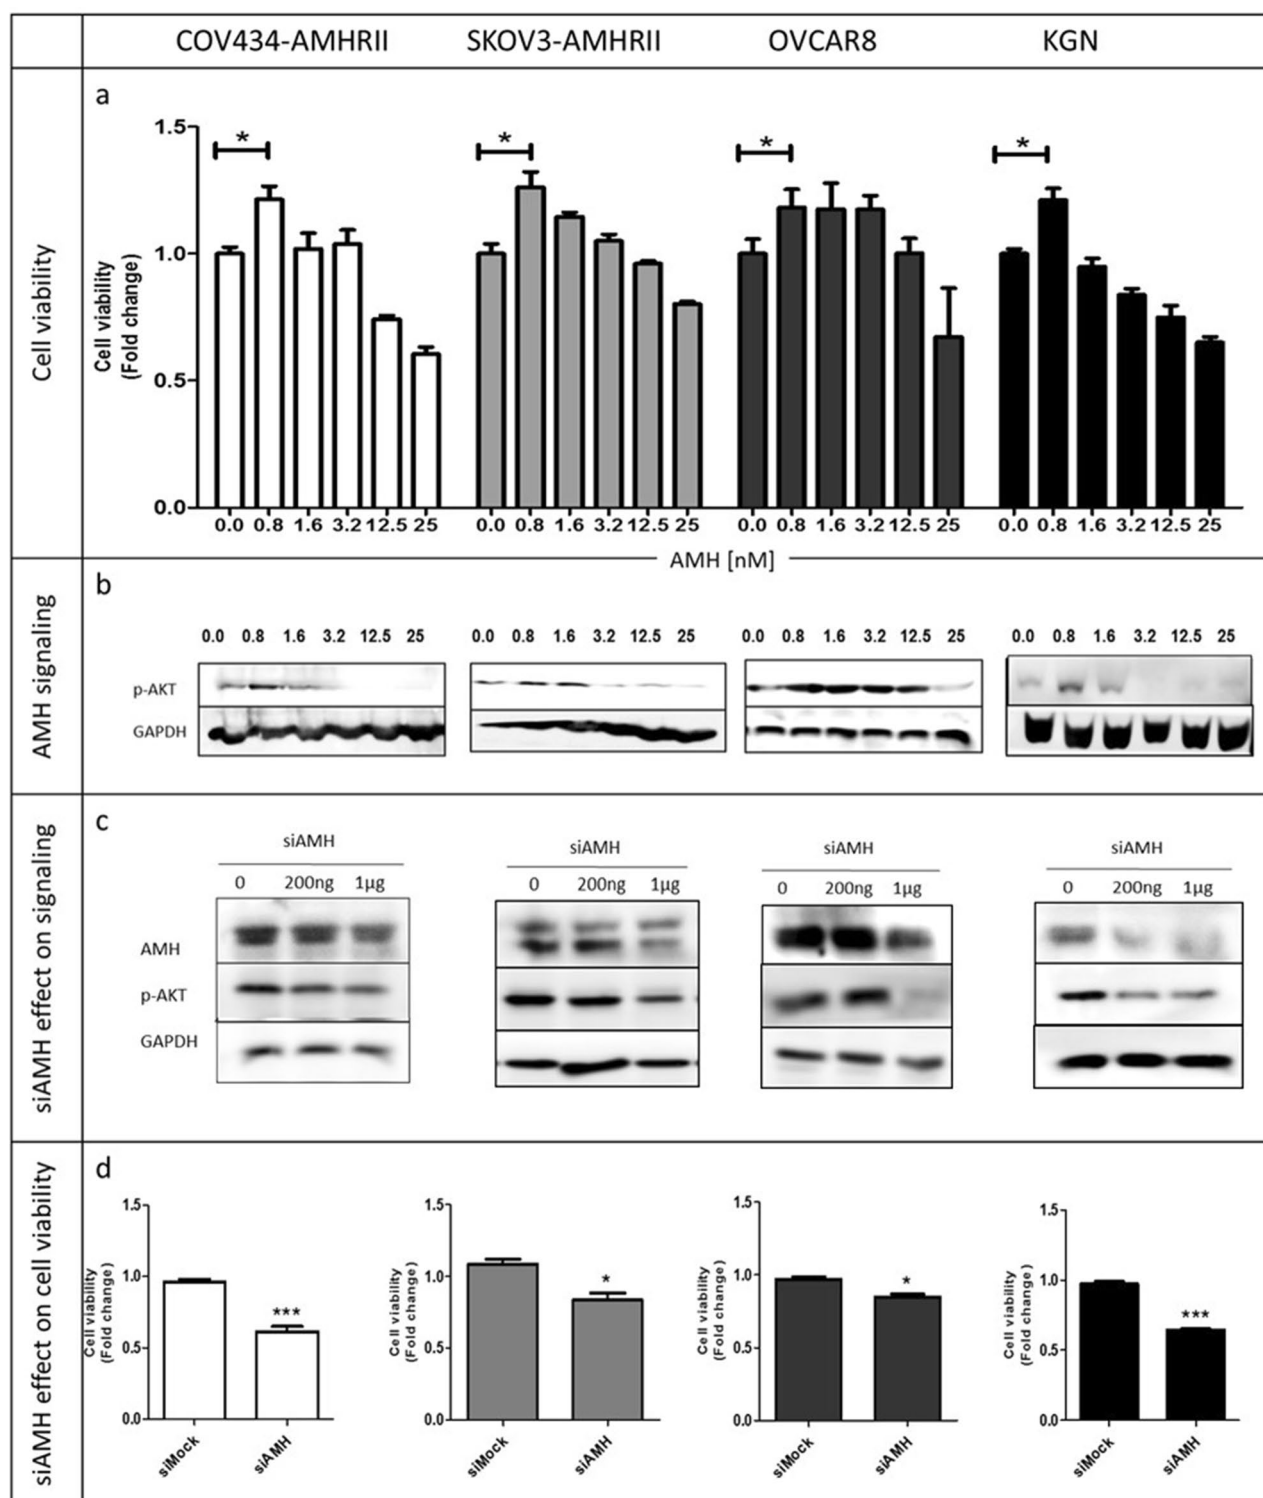 COV434-AMHRII SKOV3-AMHRII OVCAR8 KGN
Cell viability
a
Cell viability
(Fold change)
1.5
1.0
0.5
0.0
* * * *
0.0 0.8 1.6 3.2 12.5 25 0.0 0.8 1.6 3.2 12.5 25 0.0 0.8 1.6 3.2 12.5 25 0.0 0.8 1.6 3.2 12.5 25
AMH [nM]
AMH signaling
b
0.0 0.8 1.6 3.2 12.5 25 0.0 0.8 1.6 3.2 12.5 25 0.0 0.8 1.6 3.2 12.5 25 0.0 0.8 1.6 3.2 12.5 25
p-AKT
GAPDH
siAMH effect on signaling
c
siAMH siAMH siAMH siAMH
0 200ng 1µg 0 200ng 1µg 0 200ng 1µg 0 200ng 1µg
AMH
p-AKT
GAPDH
siAMH effect on cell viability
d
Cell viability
(Fold change)
1.5
1.0
0.5
0.0
***
siMock siAMH
Cell viability
(Fold change)
1.5
1.0
0.5
0.0
*
siMock siAMH
Cell viability
(Fold change)
1.5
1.0
0.5
0.0
*
siMock siAMH
Cell viability
(Fold change)
1.5
1.0
0.5
0.0
***
siMock siAMH